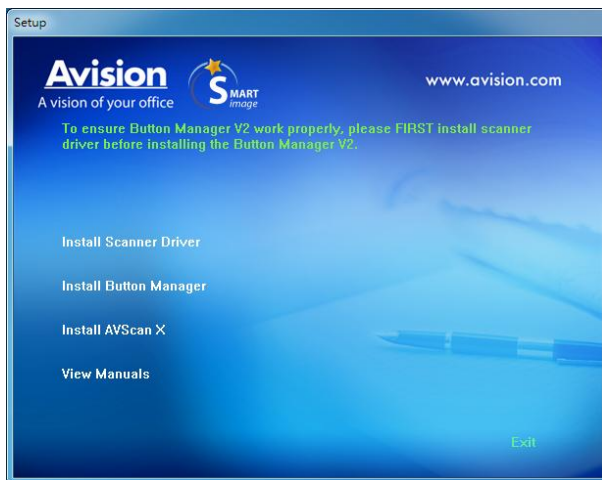 Setup
Avision
A vision of your office
SMART
image
www.avision.com
To ensure Button Manager V2 work properly, please FIRST install scanner
driver before installing the Button Manager V2.
Install Scanner Driver
Install Button Manager
Install AVScan X
View Manuals
Exit